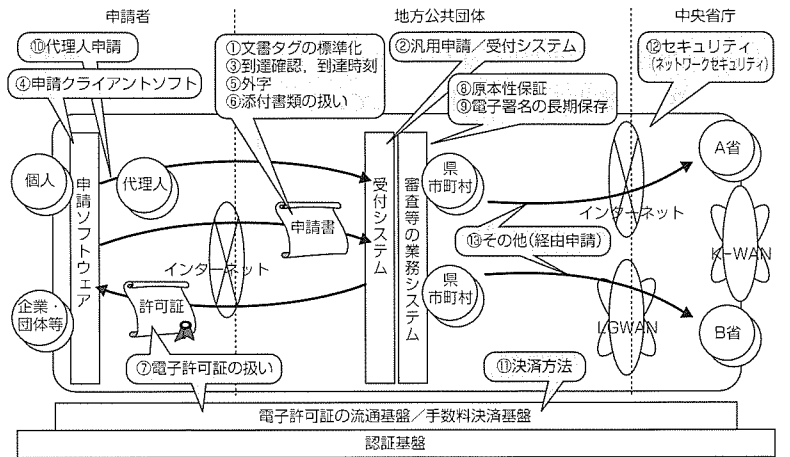 申請者
地方公共団体
中央省庁
⑩代理人申請
④申請クライアントソフト
①文書タグの標準化
③到達確認，到達時刻
⑤外字
⑥添付書類の扱い
②汎用申請／受付システム
⑧原本性保証
⑨電子署名の長期保存
⑫セキュリティ
(ネットワークセキュリティ)
個人
代理人
申請ソフトウェア
企業・
団体等
インターネット
申請書
許可証
⑦電子許可証の扱い
受付システム
審査等の業務システム
県
市町村
県
市町村
インターネット
⑬その他(経由申請)
LGWAN
A省
K-WAN
B省
⑪決済方法
電子許可証の流通基盤／手数料決済基盤
認証基盤